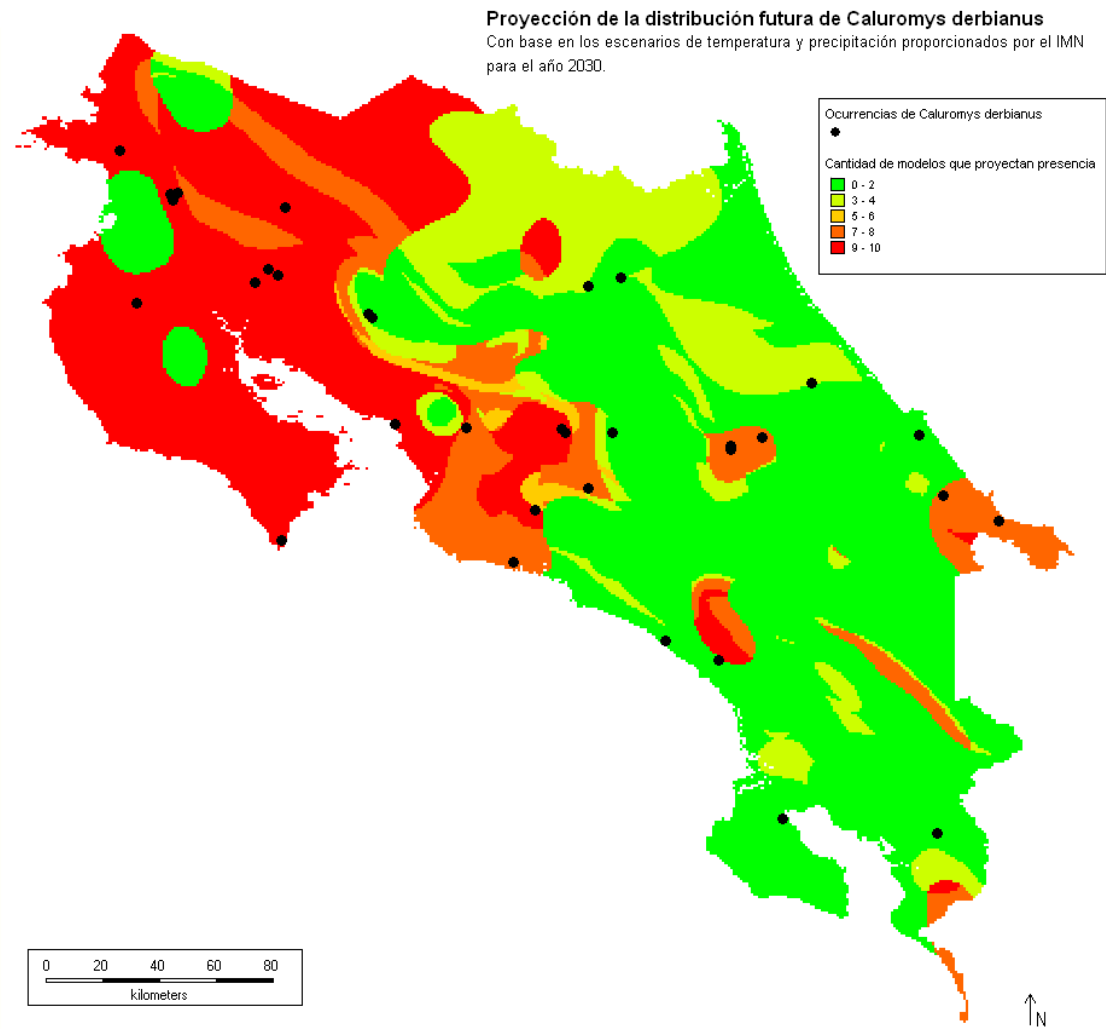 Proyección de la distribución futura de Caluromys derbianus
Con base en los escenarios de temperatura y precipitación proporcionados por el IMN
para el año 2030.
Ocurrencias de Caluromys derbianus
Cantidad de modelos que proyectan presencia
0 - 2
3 - 4
5 - 6
7 - 8
9 - 10
0 20 40 60 80
kilometers
N